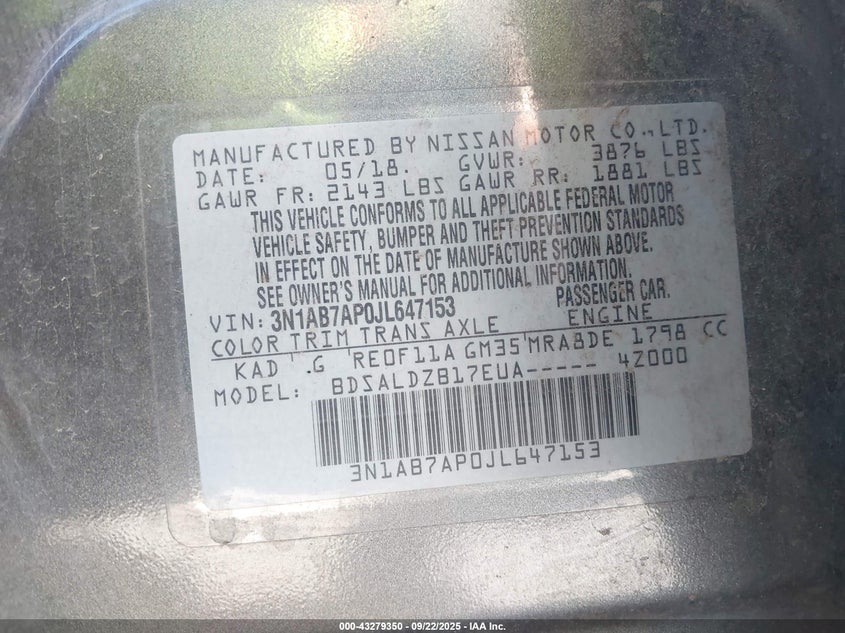 MANUFACTURED BY NISSAN MOTOR CO.,LTD.
DATE: 05/18. GVWR: 3876 LBS
GAWR FR: 2143 LBS GAWR RR: 1881 LBS
THIS VEHICLE CONFORMS TO ALL APPLICABLE FEDERAL MOTOR
VEHICLE SAFETY, BUMPER AND THEFT PREVENTION STANDARDS
IN EFFECT ON THE DATE OF MANUFACTURE SHOWN ABOVE.
SEE OWNER'S MANUAL FOR ADDITIONAL INFORMATION.
VIN: 3N1AB7AP0JL647153 PASSENGER CAR.
COLOR TRIM TRANS AXLE ENGINE
KAD .G RE0F11A GM35 MRA8DE 1798 CC
MODEL: BDSALDZB17EUA----- 4Z000
3N1AB7AP0JL647153
000-43279350 - 09/22/2025 - IAA Inc.